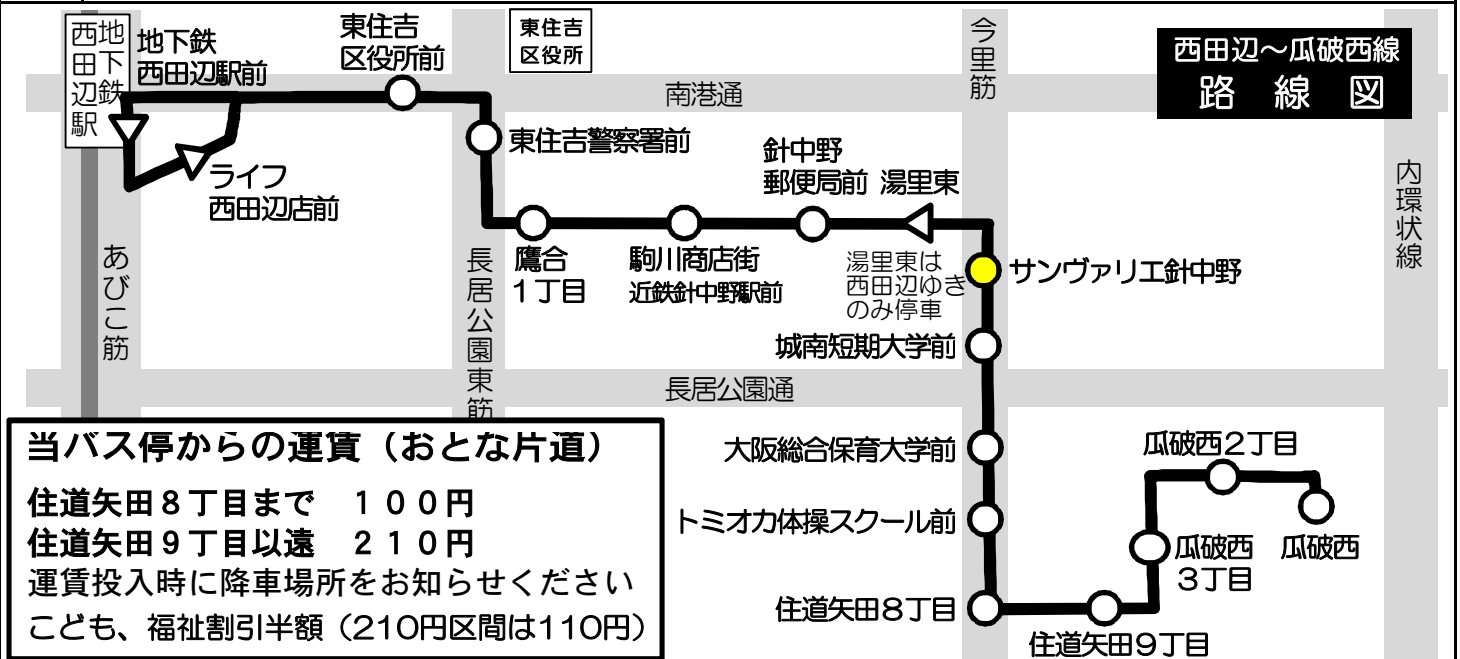 地下鉄
西田辺駅
地下鉄
西田辺駅前
東住吉
区役所前
東住吉
区役所
今里筋
西田辺～瓜破西線
路線図
南港通
東住吉警察署前
ライフ
西田辺店前
針中野
郵便局前
湯里東
内環状線
あびこ筋
長居公園東筋
鷹合
1丁目
駒川商店街
近鉄針中野駅前
湯里東は
西田辺ゆき
のみ停車
サンヴァリエ針中野
城南短期大学前
長居公園通
当バス停からの運賃（おとな片道）
住道矢田８丁目まで　１００円
住道矢田９丁目以遠　２１０円
運賃投入時に降車場所をお知らせください
こども、福祉割引半額（210円区間は110円）
大阪総合保育大学前
トミオカ体操スクール前
住道矢田8丁目
住道矢田9丁目
瓜破西2丁目
瓜破西
3丁目
瓜破西